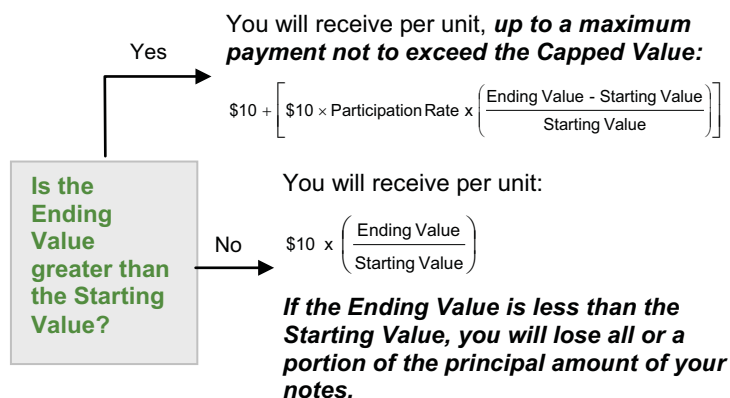 You will receive per unit, up to a maximum
payment not to exceed the Capped Value:
Yes
$10 + [ $10 × Participation Rate x ( Ending Value - Starting Value / Starting Value ) ]
Is the
Ending
Value
greater than
the Starting
Value?
No
You will receive per unit:
$10 x ( Ending Value / Starting Value )
If the Ending Value is less than the
Starting Value, you will lose all or a
portion of the principal amount of your
notes.